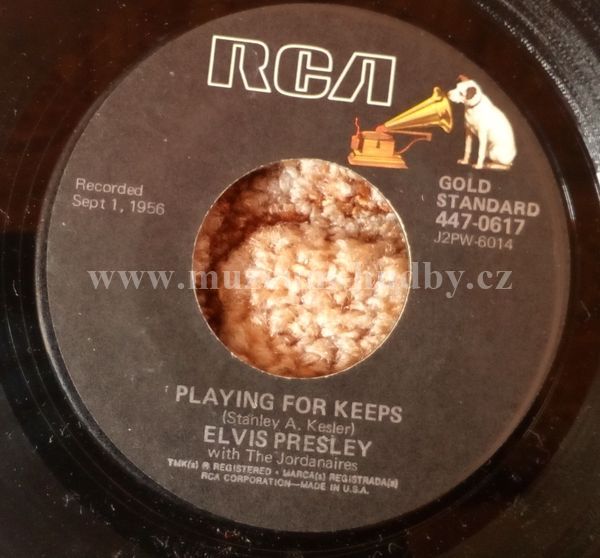 RCA
Recorded
Sept 1, 1956
GOLD
STANDARD
447-0617
J2PW-6014
PLAYING FOR KEEPS
(Stanley A. Kesler)
ELVIS PRESLEY
with The Jordanaires
TMK(s) ® REGISTERED • MARCA(s) REGISTRADA(s)
RCA CORPORATION—MADE IN U.S.A.